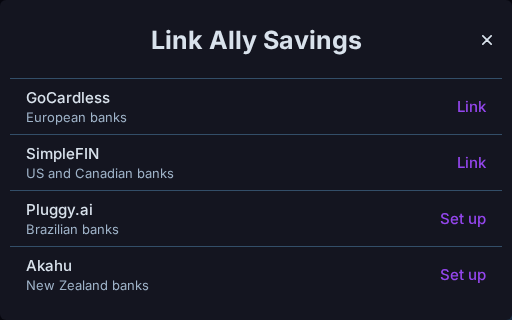 Link Ally Savings
GoCardless
European banks
Link
SimpleFIN
US and Canadian banks
Link
Pluggy.ai
Brazilian banks
Set up
Akahu
New Zealand banks
Set up